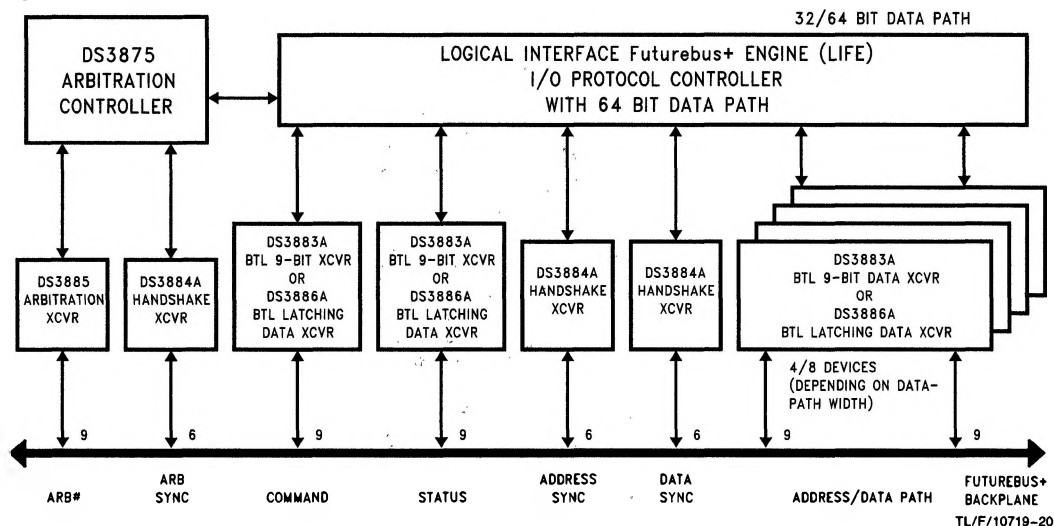 32/64 BIT DATA PATH
DS3875
ARBITRATION
CONTROLLER
LOGICAL INTERFACE Futurebus+ ENGINE (LIFE)
I/O PROTOCOL CONTROLLER
WITH 64 BIT DATA PATH
DS3885
ARBITRATION
XCVR
DS3884A
HANDSHAKE
XCVR
DS3883A
BTL 9-BIT XCVR
OR
DS3886A
BTL LATCHING
DATA XCVR
DS3883A
BTL 9-BIT XCVR
OR
DS3886A
BTL LATCHING
DATA XCVR
DS3884A
HANDSHAKE
XCVR
DS3884A
HANDSHAKE
XCVR
DS3883A
BTL 9-BIT DATA XCVR
OR
DS3886A
BTL LATCHING DATA XCVR
4/8 DEVICES
(DEPENDING ON DATA-
PATH WIDTH)
9
6
9
9
6
6
9
9
ARB#
ARB
SYNC
COMMAND
STATUS
ADDRESS
SYNC
DATA
SYNC
ADDRESS/DATA PATH
FUTUREBUS+
BACKPLANE
TL/F/10719-20